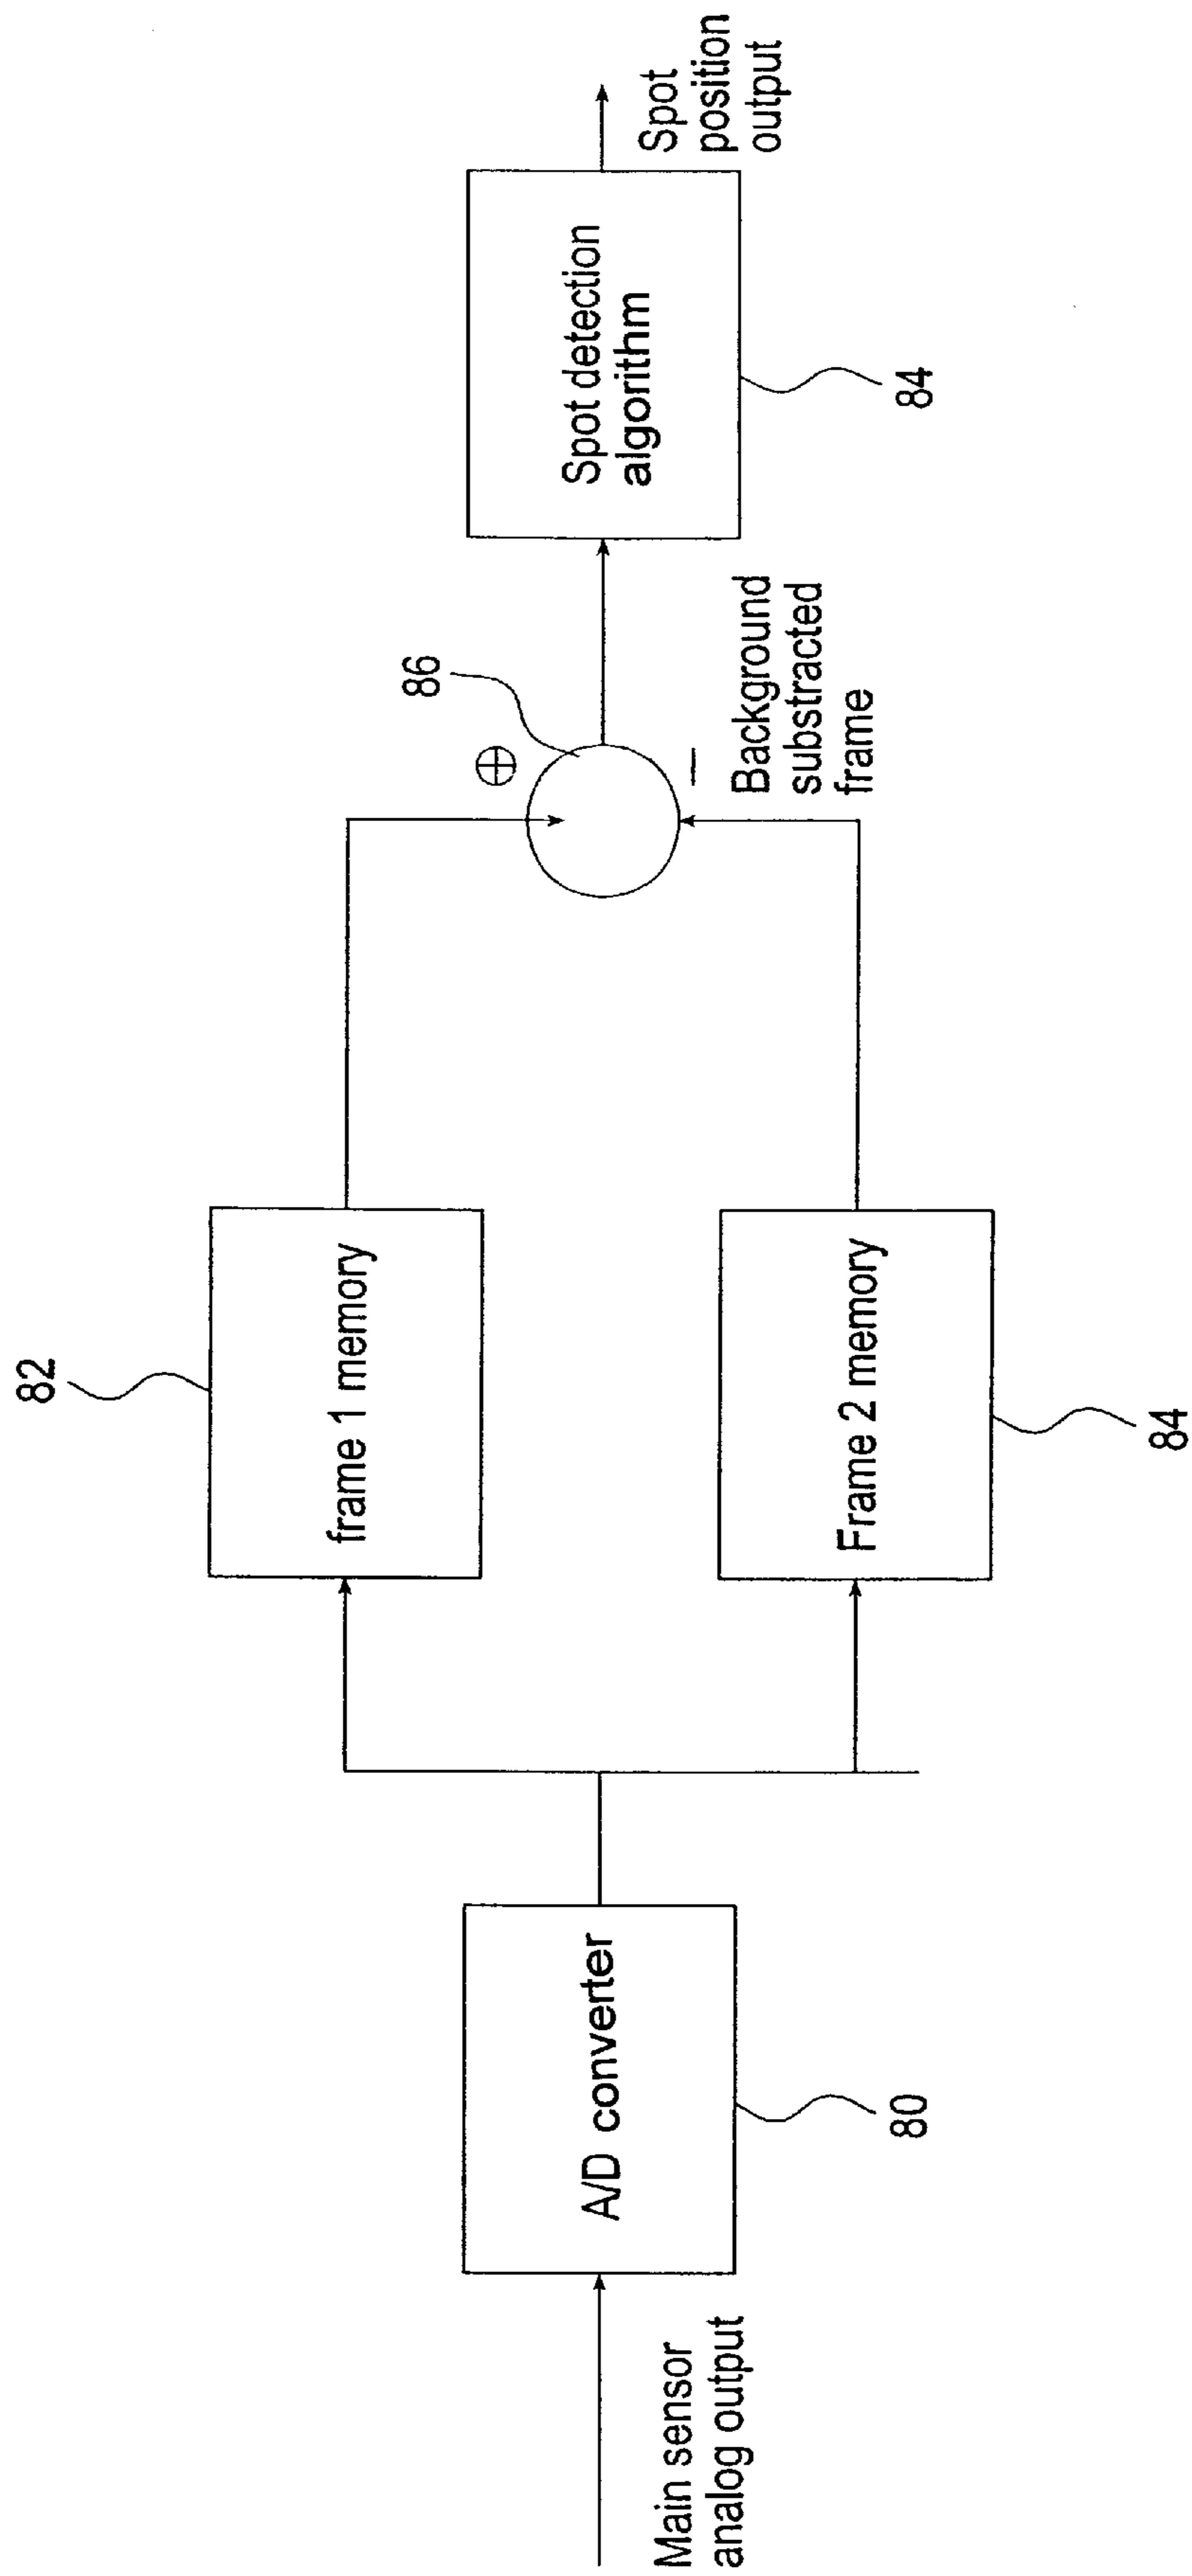 Main sensor
analog output
A/D converter
80
frame 1 memory
82
Frame 2 memory
84
86
⊕
−
Background
substracted
frame
Spot detection
algorithm
84
Spot
position
output